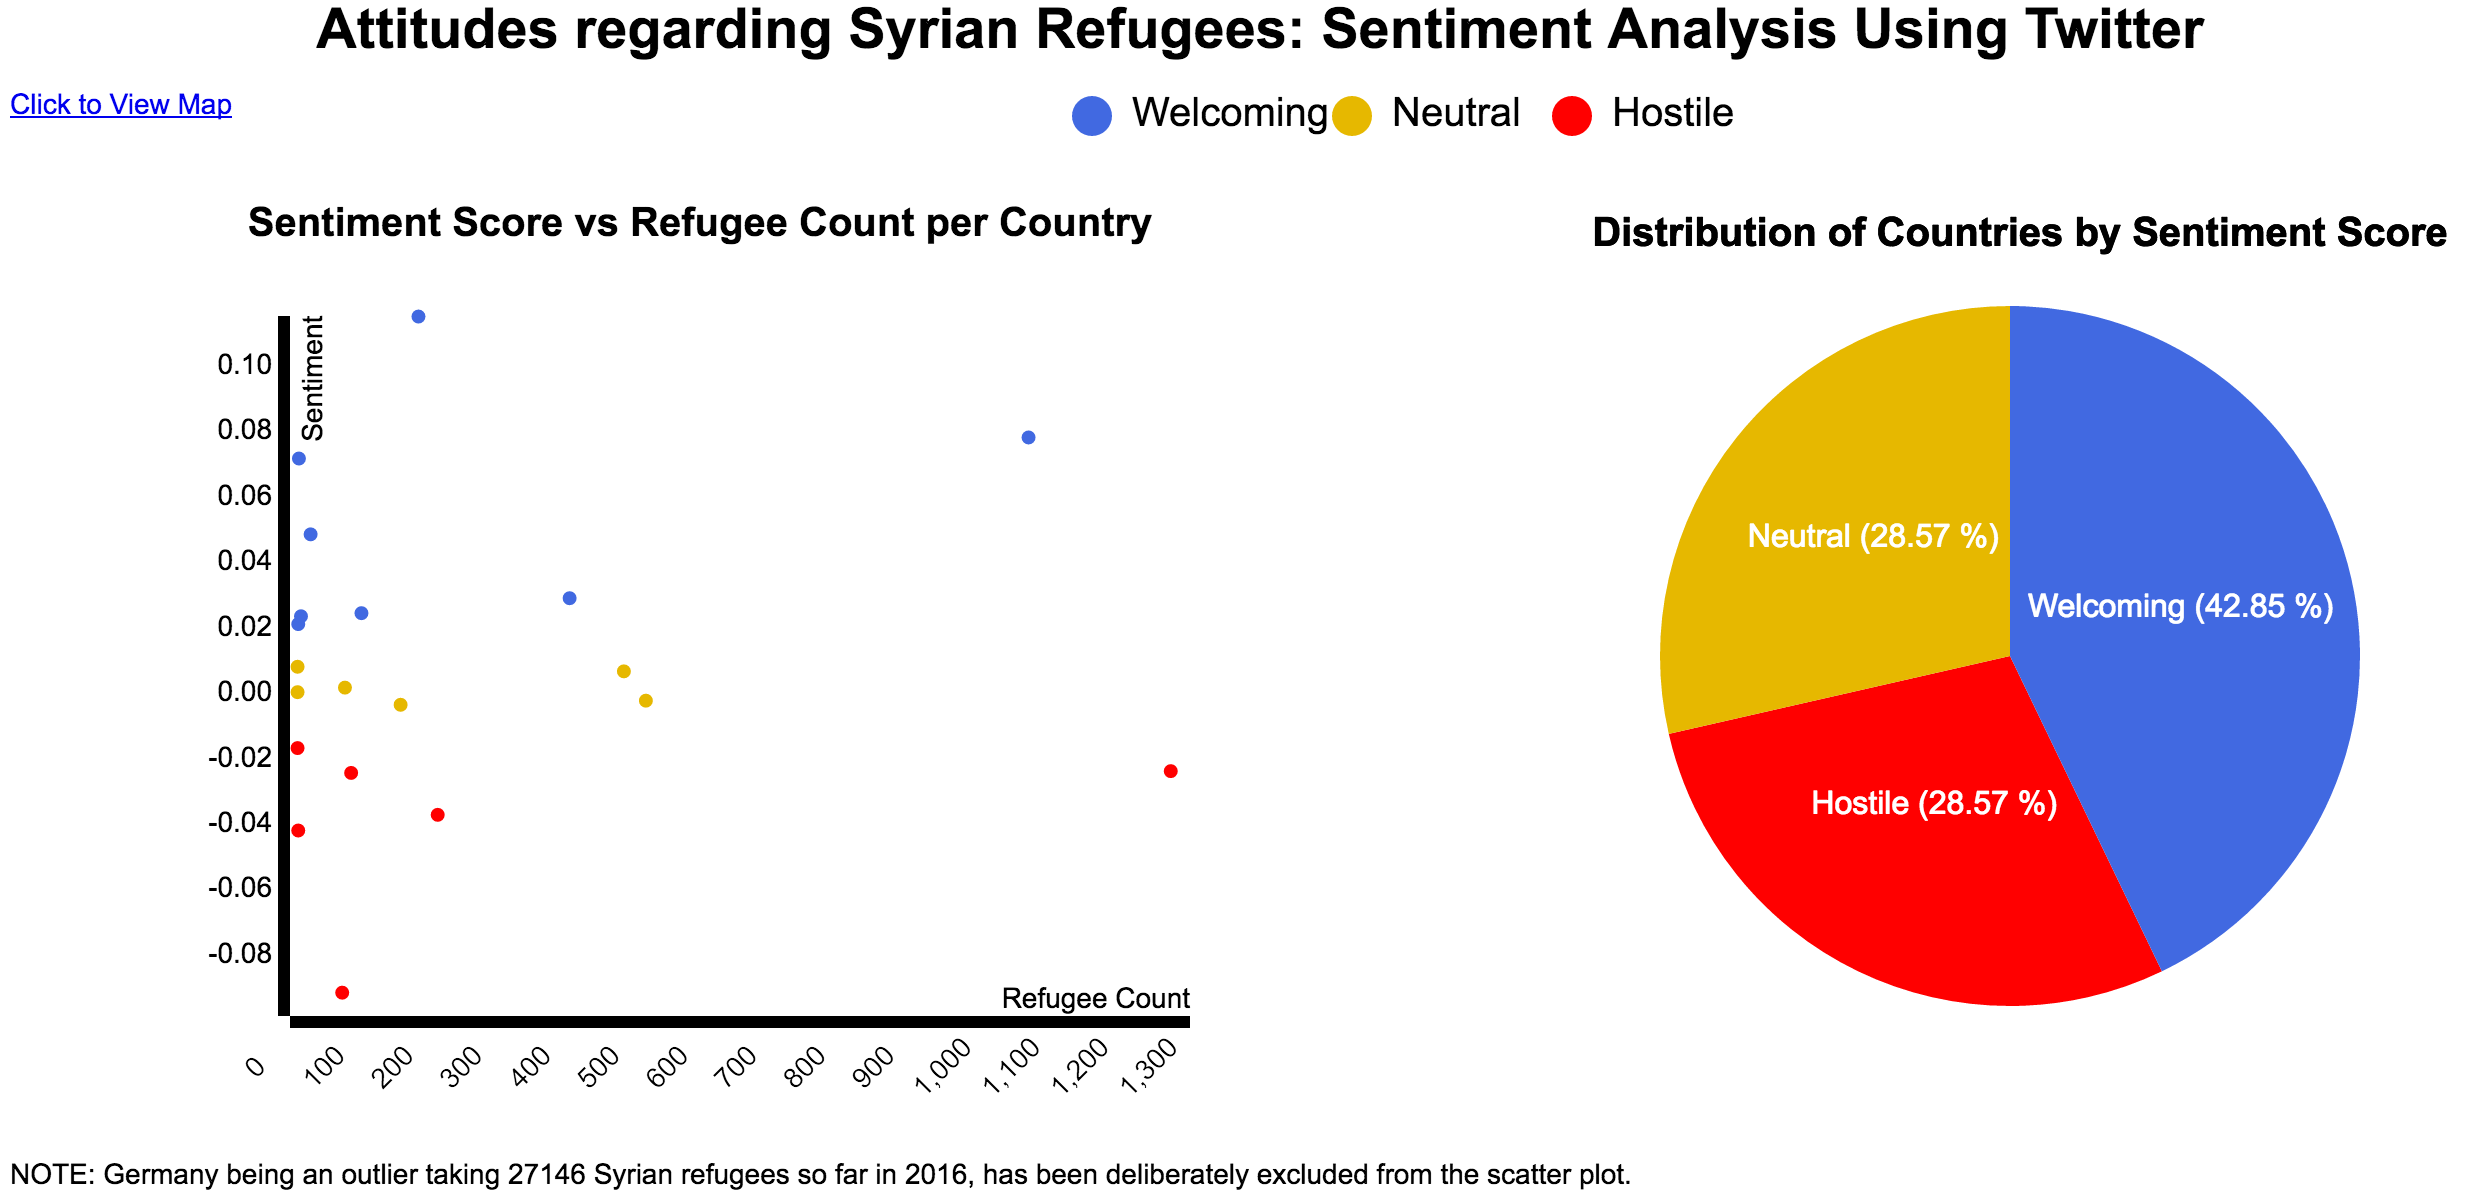 Attitudes regarding Syrian Refugees: Sentiment Analysis Using Twitter
Click to View Map
Welcoming
Neutral
Hostile
Sentiment Score vs Refugee Count per Country
Sentiment
0.10
0.08
0.06
0.04
0.02
0.00
-0.02
-0.04
-0.06
-0.08
Refugee Count
0
100
200
300
400
500
600
700
800
900
1,000
1,100
1,200
1,300
Distribution of Countries by Sentiment Score
Neutral (28.57 %)
Welcoming (42.85 %)
Hostile (28.57 %)
NOTE: Germany being an outlier taking 27146 Syrian refugees so far in 2016, has been deliberately excluded from the scatter plot.